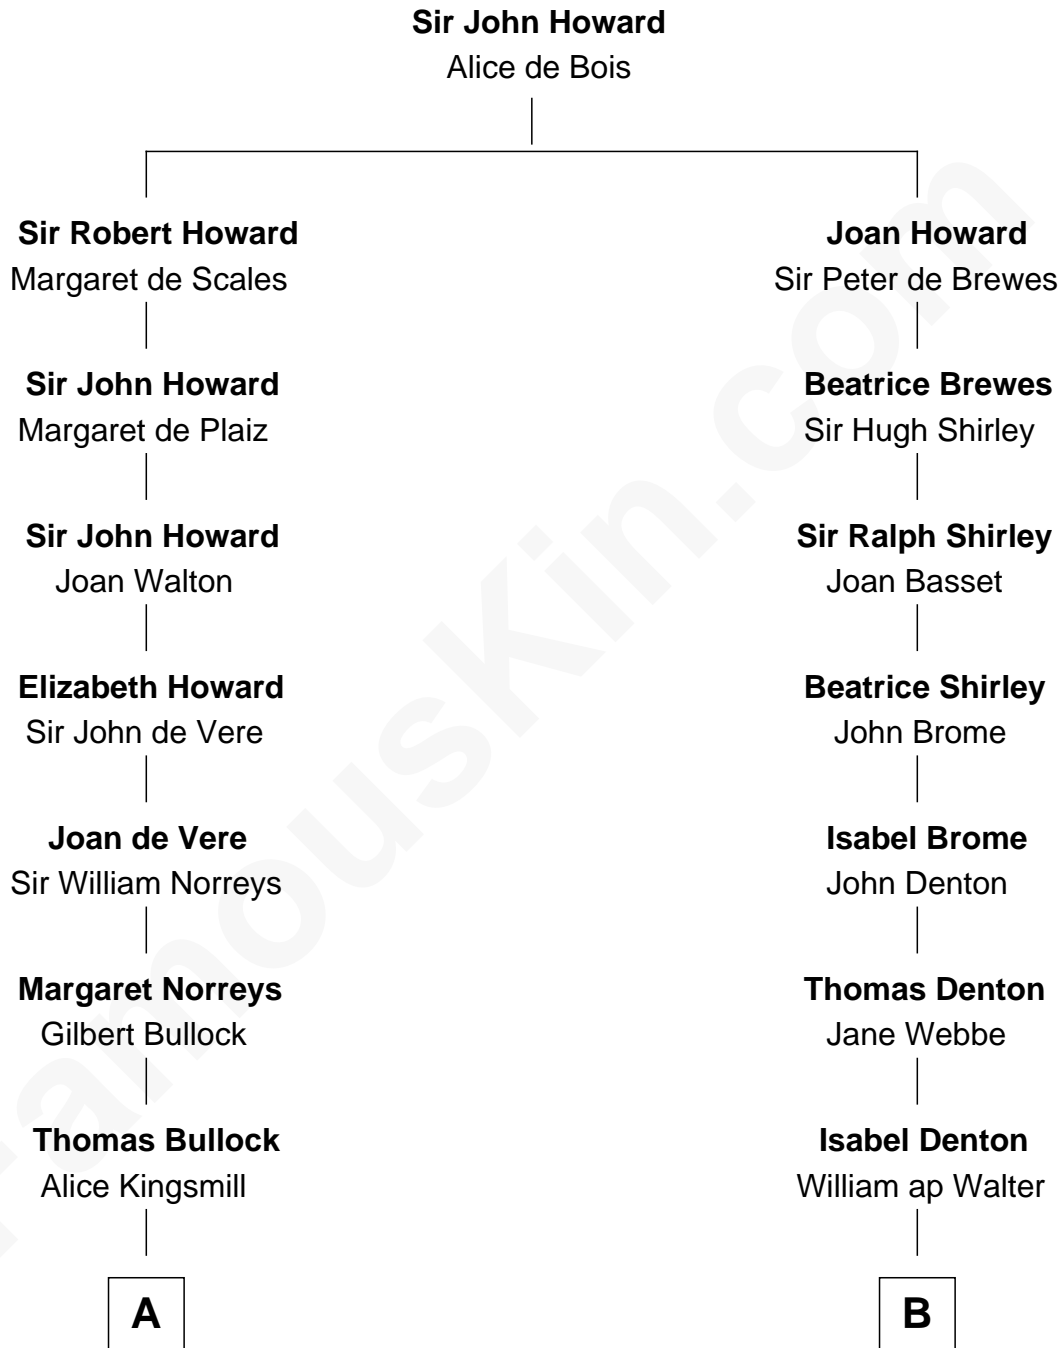 Sir John Howard
Alice de Bois
Sir Robert Howard
Margaret de Scales
Joan Howard
Sir Peter de Brewes
Sir John Howard
Margaret de Plaiz
Beatrice Brewes
Sir Hugh Shirley
Sir John Howard
Joan Walton
Sir Ralph Shirley
Joan Basset
Elizabeth Howard
Sir John de Vere
Beatrice Shirley
John Brome
Joan de Vere
Sir William Norreys
Isabel Brome
John Denton
Margaret Norreys
Gilbert Bullock
Thomas Denton
Jane Webbe
Thomas Bullock
Alice Kingsmill
Isabel Denton
William ap Walter
A
B
FamousKin.com